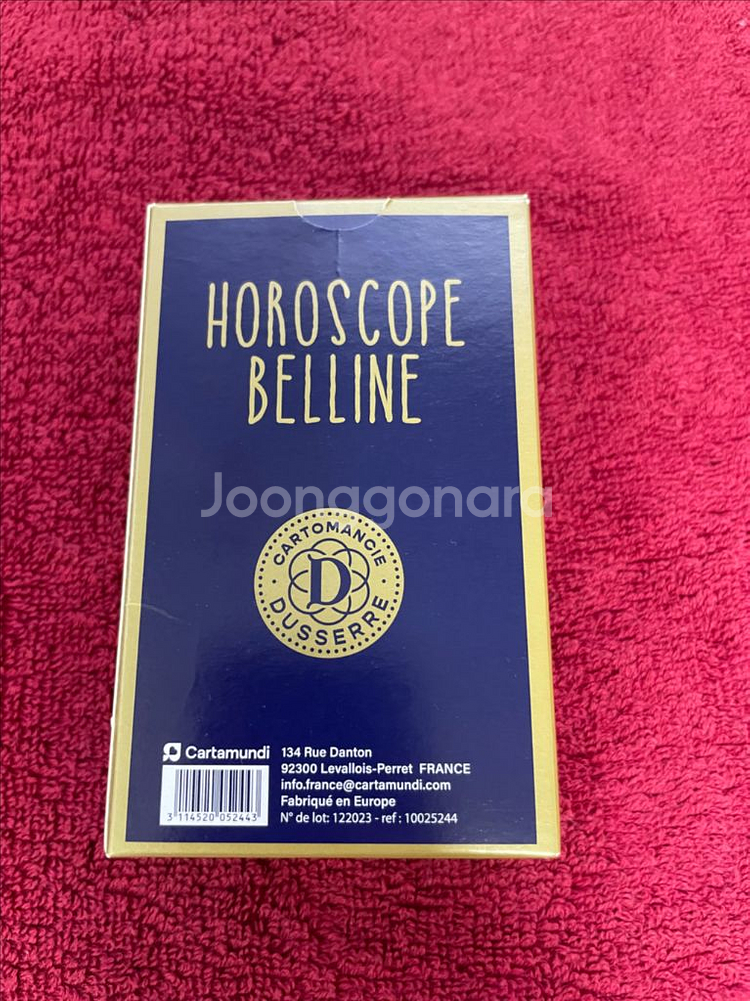 HOROSCOPE
BELLINE
Joonggonara
CARTOMANCIE
D
DUSSERRE
Cartamundi
134 Rue Danton
92300 Levallois-Perret FRANCE
info.france@cartamundi.com
Fabriqué en Europe
N° de lot: 122023 - ref : 10025244
3 114520 052443